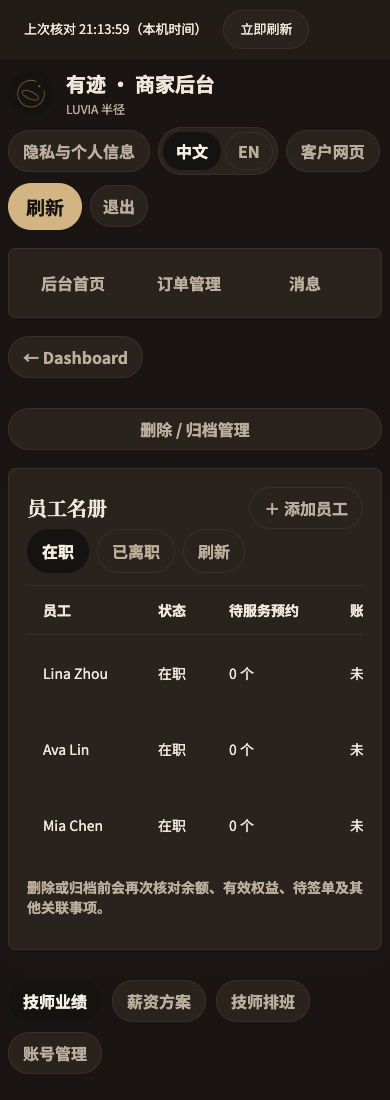 上次核对 21:13:59（本机时间） 立即刷新
有迹 · 商家后台
LUVIA 半径
隐私与个人信息 中文 EN 客户网页
刷新 退出
后台首页 订单管理 消息
← Dashboard
删除 / 归档管理
员工名册 ＋ 添加员工
在职 已离职 刷新
员工 状态 待服务预约 账
Lina Zhou 在职 0 个 未
Ava Lin 在职 0 个 未
Mia Chen 在职 0 个 未
删除或归档前会再次核对余额、有效权益、待签单及其
他关联事项。
技师业绩 薪资方案 技师排班
账号管理